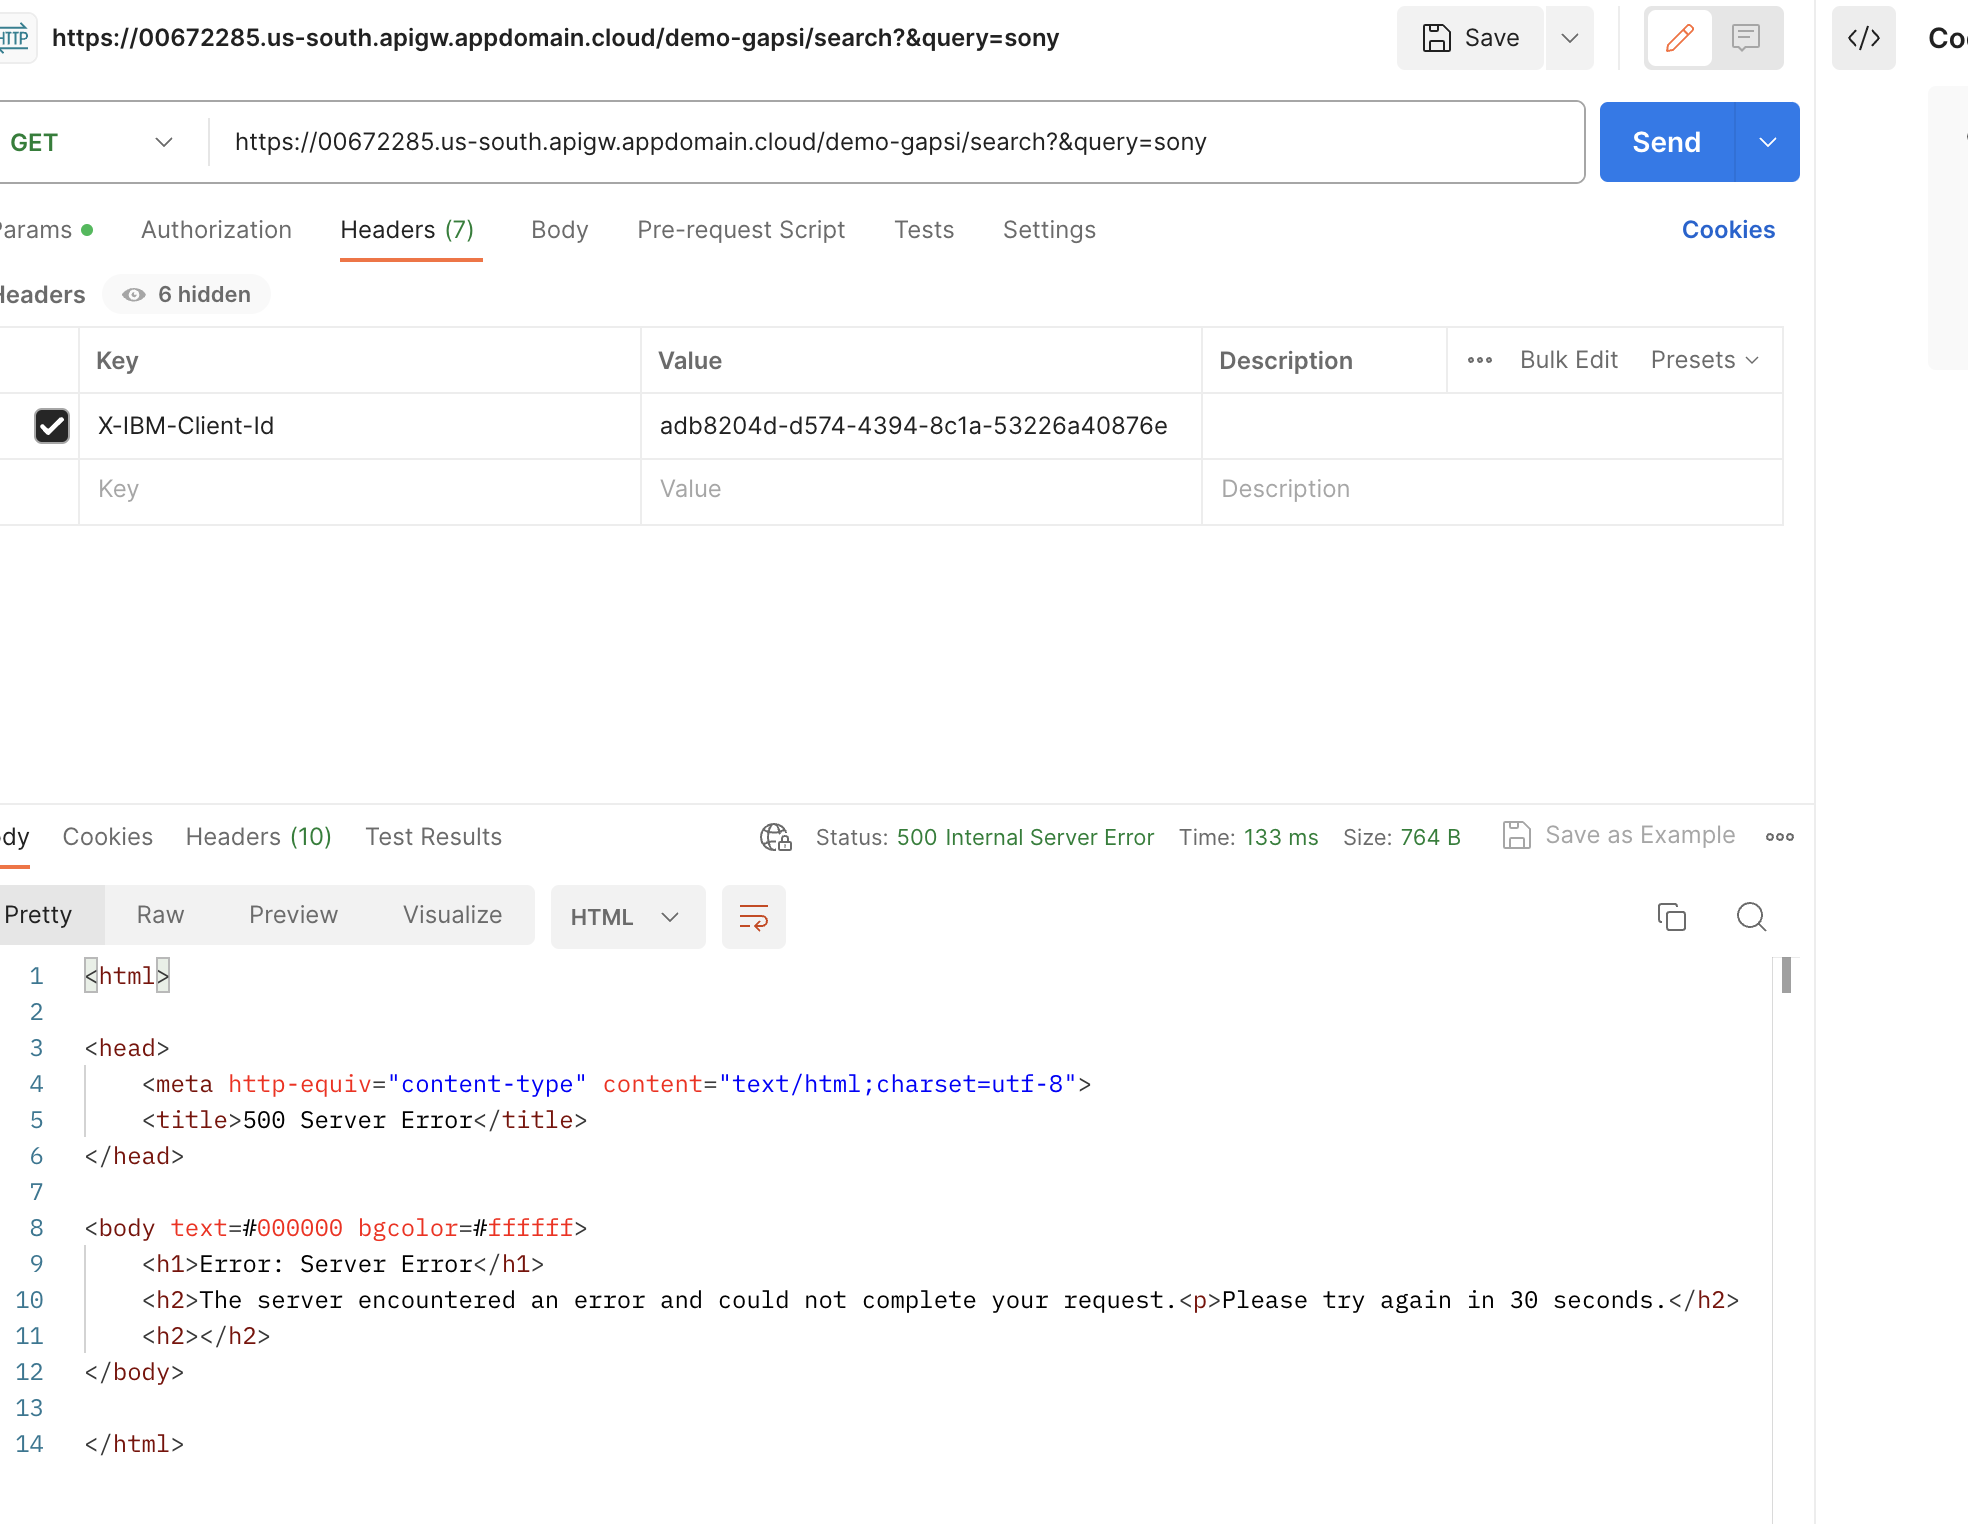 HTTP https://00672285.us-south.apigw.appdomain.cloud/demo-gapsi/search?&query=sony Save </>
GET https://00672285.us-south.apigw.appdomain.cloud/demo-gapsi/search?&query=sony Send
arams Authorization Headers (7) Body Pre-request Script Tests Settings Cookies
Headers 6 hidden
Key Value Description Bulk Edit Presets
X-IBM-Client-Id adb8204d-d574-4394-8c1a-53226a40876e
Key Value Description
dy Cookies Headers (10) Test Results Status: 500 Internal Server Error Time: 133 ms Size: 764 B Save as Example
Pretty Raw Preview Visualize HTML
1 <html>
2
3 <head>
4 <meta http-equiv="content-type" content="text/html;charset=utf-8">
5 <title>500 Server Error</title>
6 </head>
7
8 <body text=#000000 bgcolor=#ffffff>
9 <h1>Error: Server Error</h1>
10 <h2>The server encountered an error and could not complete your request.<p>Please try again in 30 seconds.</h2>
11 <h2></h2>
12 </body>
13
14 </html>